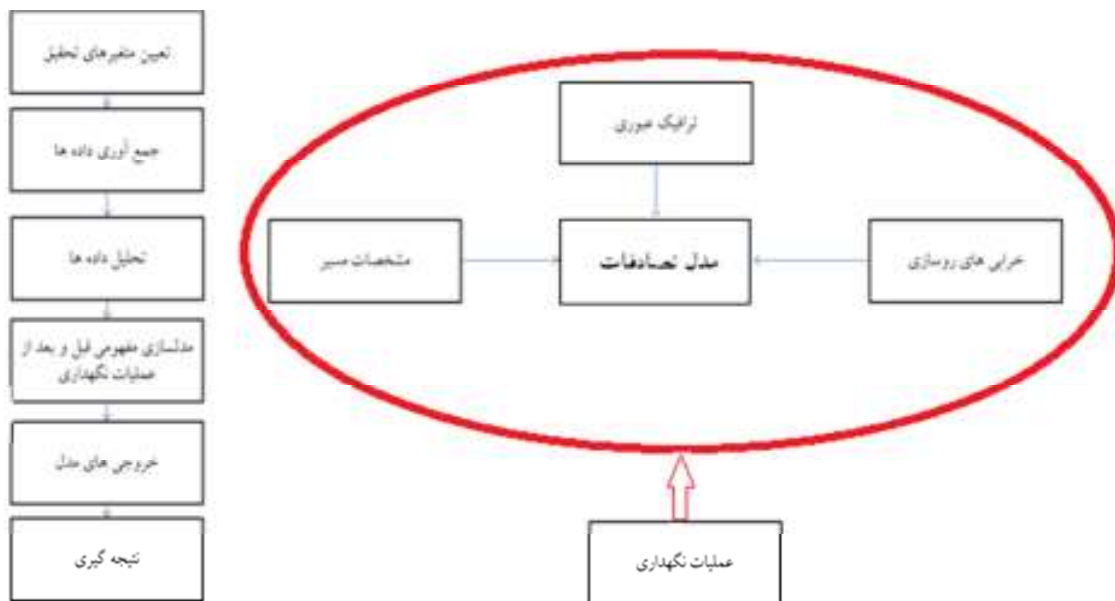 تعیین متغیرهای تحقیق
جمع آوری داده ها
تحلیل داده ها
مدلسازی مفهومی قبل و بعد از
عملیات نگهداری
خروجی های مدل
نتیجه گیری
ترافیک عبوری
خرابی های روسازی
مدل تصادفات
مشخصات مسیر
عملیات نگهداری